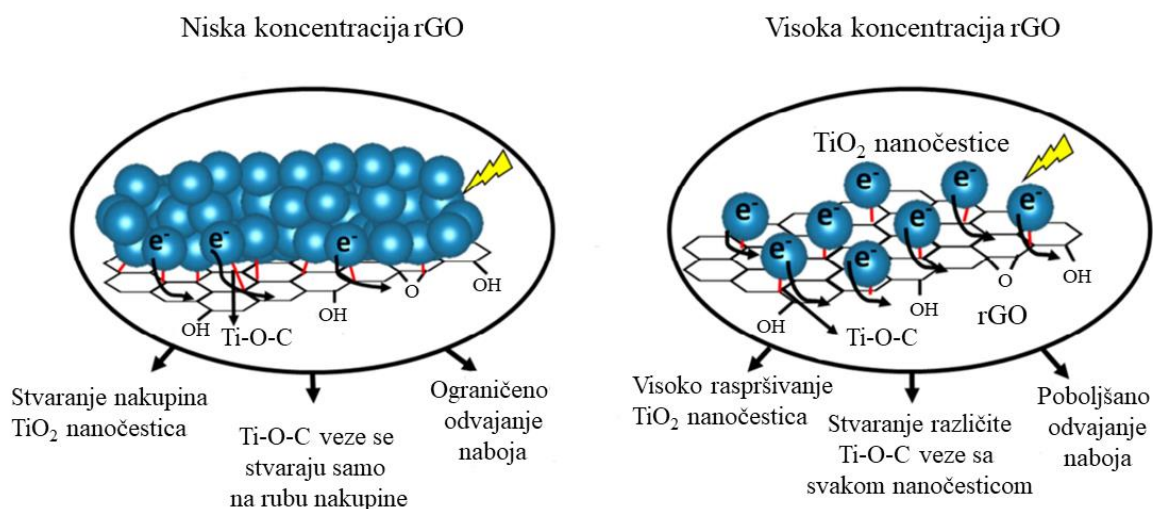 Niska koncentracija rGO
e⁻
e⁻
e⁻
OH
OH
O
OH
Ti-O-C
Stvaranje nakupina
TiO₂ nanočestica
Ti-O-C veze se
stvaraju samo
na rubu nakupine
Ograničeno
odvajanje
naboja
Visoka koncentracija rGO
TiO₂ nanočestice
e⁻
e⁻
e⁻
e⁻
e⁻
e⁻
e⁻
e⁻
OH
O
OH
OH
rGO
Ti-O-C
Visoko raspršivanje
TiO₂ nanočestica
Stvaranje različite
Ti-O-C veze sa
svakom nanočesticom
Poboljšano
odvajanje
naboja